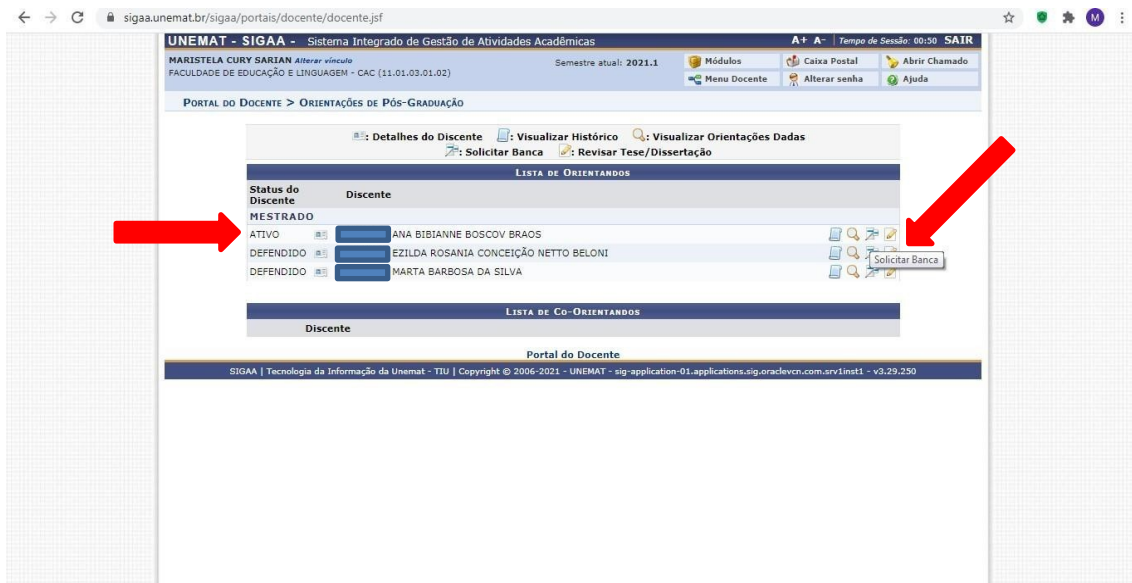 sigaa.unemat.br/sigaa/portais/docente/docente.jsf
M
UNEMAT - SIGAA - Sistema Integrado de Gestão de Atividades Acadêmicas A+ A- | Tempo de Sessão: 00:50 SAIR
MARISTELA CURY SARIAN Alterar vínculo Semestre atual: 2021.1 Módulos Caixa Postal Abrir Chamado
FACULDADE DE EDUCAÇÃO E LINGUAGEM - CAC (11.01.03.01.02) Menu Docente Alterar senha Ajuda
PORTAL DO DOCENTE > ORIENTAÇÕES DE PÓS-GRADUAÇÃO
: Detalhes do Discente : Visualizar Histórico : Visualizar Orientações Dadas
: Solicitar Banca : Revisar Tese/Dissertação
LISTA DE ORIENTANDOS
Status do Discente Discente
MESTRADO
ATIVO ANA BIBIANNE BOSCOV BRAOS
DEFENDIDO EZILDA ROSANIA CONCEIÇÃO NETTO BELONI
Solicitar Banca
DEFENDIDO MARTA BARBOSA DA SILVA
LISTA DE CO-ORIENTANDOS
Discente
Portal do Docente
SIGAA | Tecnologia da Informação da Unemat - TIU | Copyright © 2006-2021 - UNEMAT - sig-application-01.applications.sig.oraclevcn.com.srv1inst1 - v3.29.250